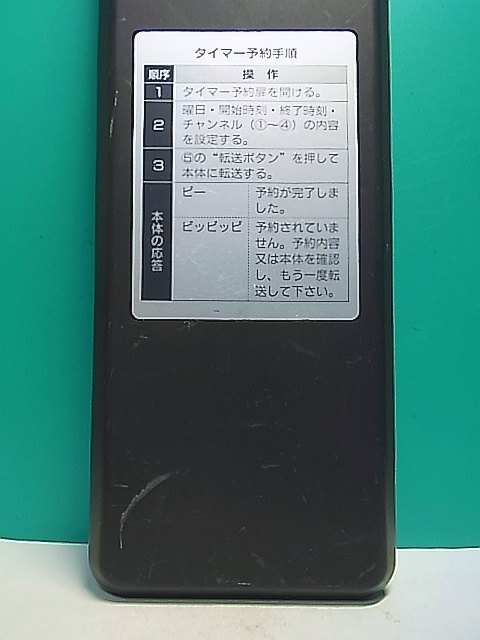 タイマー予約手順
順序 操作
1 タイマー予約扉を開ける。
2 曜日・開始時刻・終了時刻・
チャンネル（①～④）の内容
を設定する。
3 ⑤の“転送ボタン”を押して
本体に転送する。
本体の応答
ピー 予約が完了しま
した。
ピッピッピ 予約されていま
せん。予約内容
又は本体を確認
し、もう一度転
送して下さい。